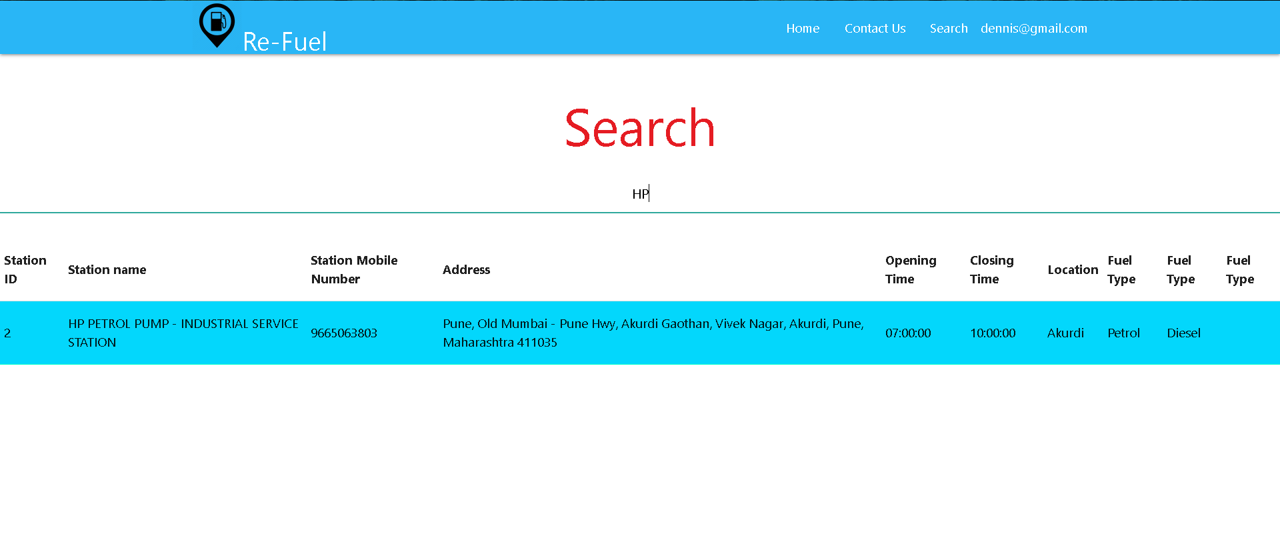 Re-Fuel
Home Contact Us Search dennis@gmail.com
Search
HP
Station ID Station name Station Mobile Number Address Opening Time Closing Time Location Fuel Type Fuel Type Fuel Type
2 HP PETROL PUMP - INDUSTRIAL SERVICE STATION 9665063803 Pune, Old Mumbai - Pune Hwy, Akurdi Gaothan, Vivek Nagar, Akurdi, Pune, Maharashtra 411035 07:00:00 10:00:00 Akurdi Petrol Diesel